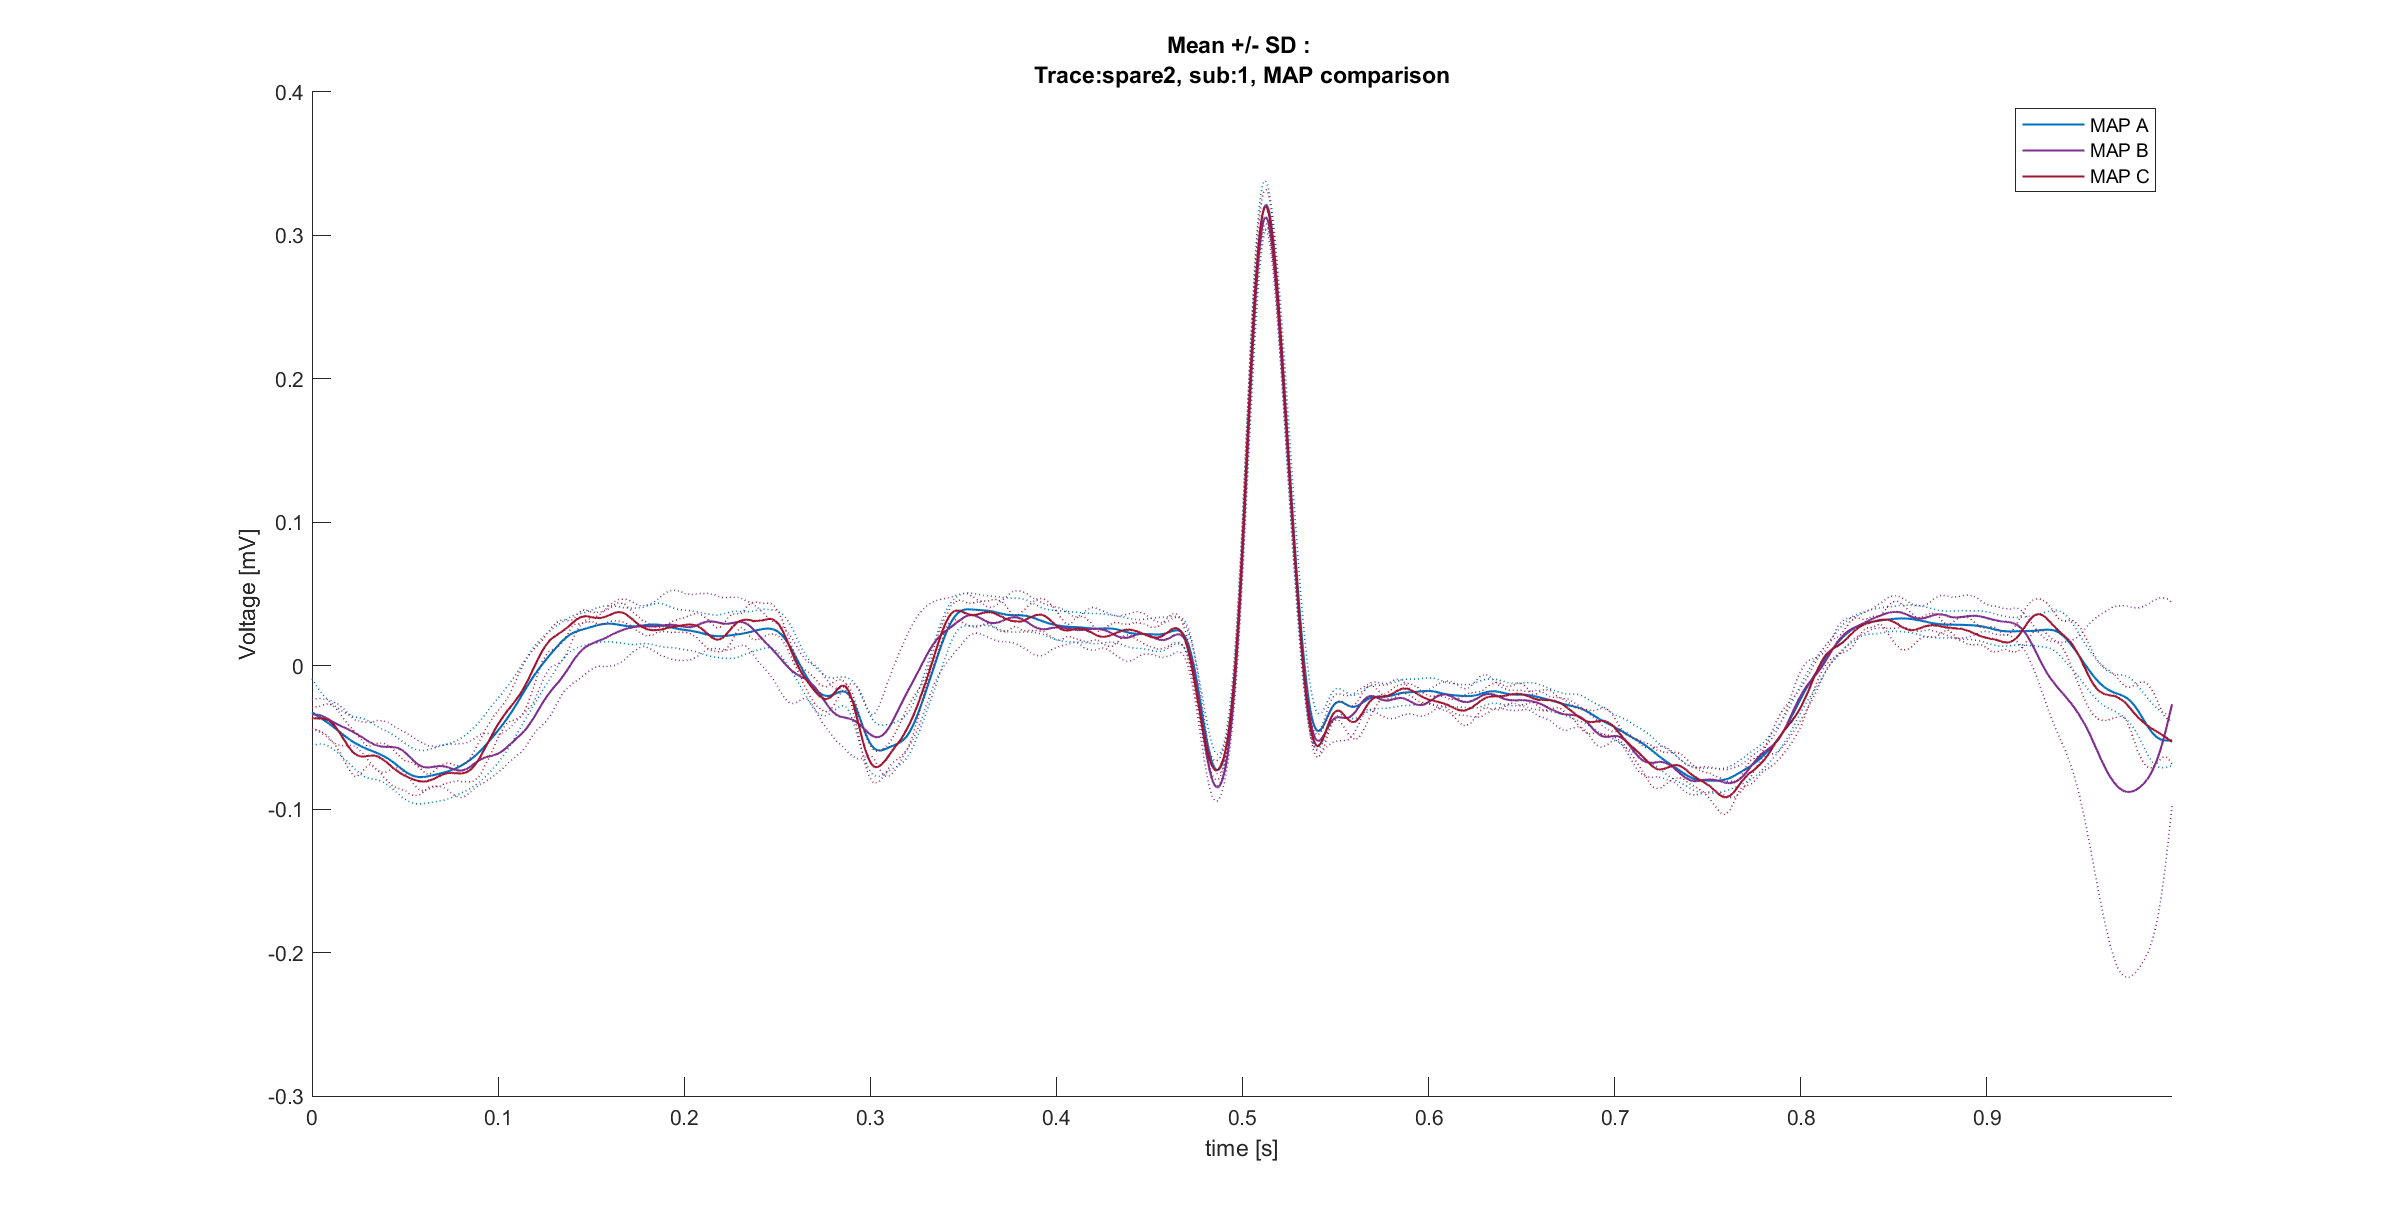 Mean +/- SD :
Trace:spare2, sub:1, MAP comparison
MAP A
MAP B
MAP C
Voltage [mV]
0.4
0.3
0.2
0.1
0
-0.1
-0.2
-0.3
0 0.1 0.2 0.3 0.4 0.5 0.6 0.7 0.8 0.9
time [s]